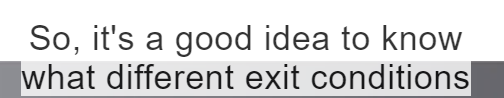 So, it's a good idea to know
what different exit conditions